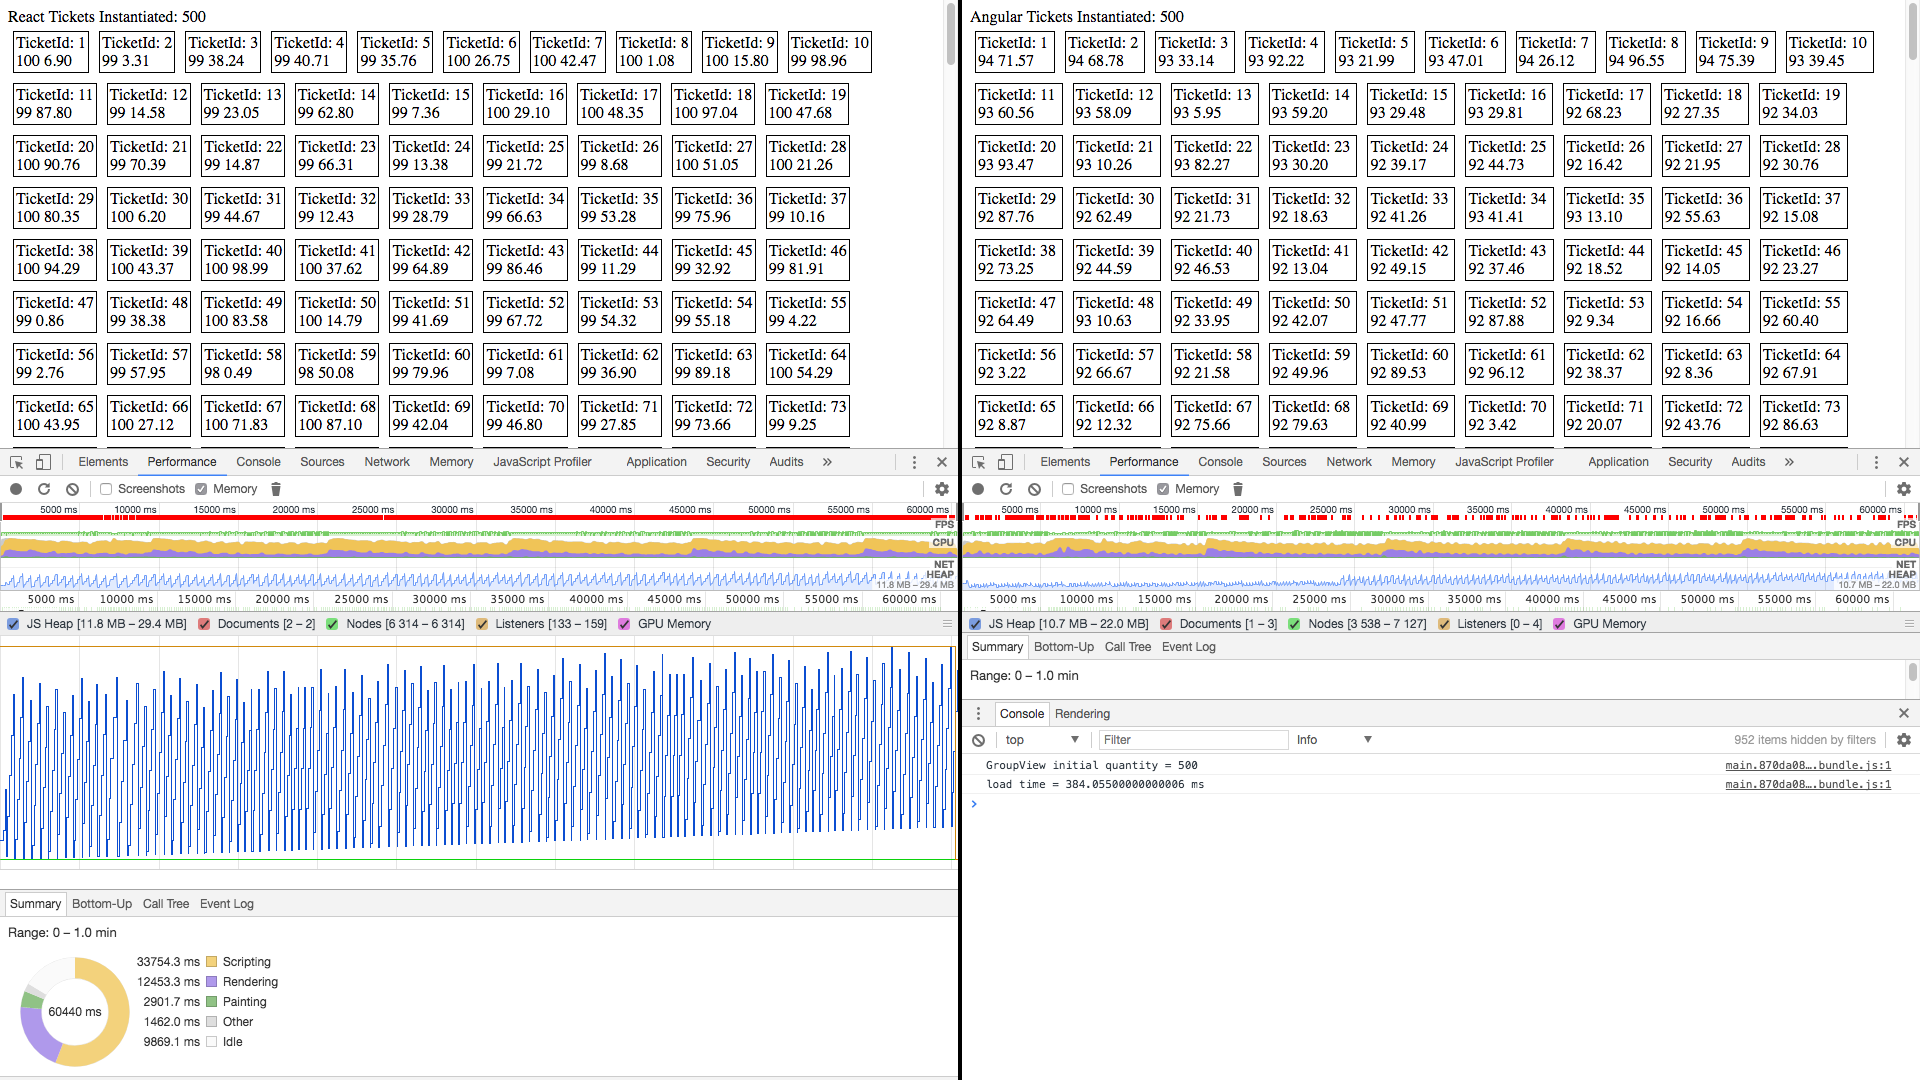 React Tickets Instantiated: 500
TicketId: 1 TicketId: 2 TicketId: 3 TicketId: 4 TicketId: 5 TicketId: 6 TicketId: 7 TicketId: 8 TicketId: 9 TicketId: 10
100 6.90 99 3.31 99 38.24 99 40.71 99 35.76 100 26.75 100 42.47 100 1.08 100 15.80 99 98.96
TicketId: 11 TicketId: 12 TicketId: 13 TicketId: 14 TicketId: 15 TicketId: 16 TicketId: 17 TicketId: 18 TicketId: 19
99 87.80 99 14.58 99 23.05 99 62.80 99 7.36 100 29.10 100 48.35 100 97.04 100 47.68
TicketId: 20 TicketId: 21 TicketId: 22 TicketId: 23 TicketId: 24 TicketId: 25 TicketId: 26 TicketId: 27 TicketId: 28
100 90.76 99 70.39 99 14.87 99 66.31 99 13.38 99 21.72 99 8.68 100 51.05 100 21.26
TicketId: 29 TicketId: 30 TicketId: 31 TicketId: 32 TicketId: 33 TicketId: 34 TicketId: 35 TicketId: 36 TicketId: 37
100 80.35 100 6.20 99 44.67 99 12.43 99 28.79 99 66.63 99 53.28 99 75.96 99 10.16
TicketId: 38 TicketId: 39 TicketId: 40 TicketId: 41 TicketId: 42 TicketId: 43 TicketId: 44 TicketId: 45 TicketId: 46
100 94.29 100 43.37 100 98.99 100 37.62 99 64.89 99 86.46 99 11.29 99 32.92 99 81.91
TicketId: 47 TicketId: 48 TicketId: 49 TicketId: 50 TicketId: 51 TicketId: 52 TicketId: 53 TicketId: 54 TicketId: 55
99 0.86 99 38.38 100 83.58 100 14.79 99 41.69 99 67.72 99 54.32 99 55.18 99 4.22
TicketId: 56 TicketId: 57 TicketId: 58 TicketId: 59 TicketId: 60 TicketId: 61 TicketId: 62 TicketId: 63 TicketId: 64
99 2.76 99 57.95 98 0.49 98 50.08 99 79.96 99 7.08 99 36.90 99 89.18 100 54.29
TicketId: 65 TicketId: 66 TicketId: 67 TicketId: 68 TicketId: 69 TicketId: 70 TicketId: 71 TicketId: 72 TicketId: 73
100 43.95 100 27.12 100 71.83 100 87.10 99 42.04 99 46.80 99 27.85 99 73.66 99 9.25
Elements Performance Console Sources Network Memory JavaScript Profiler Application Security Audits »
Screenshots Memory
5000 ms 10000 ms 15000 ms 20000 ms 25000 ms 30000 ms 35000 ms 40000 ms 45000 ms 50000 ms 55000 ms 60000 ms
FPS
CPU
NET
HEAP
11.8 MB – 29.4 MB
5000 ms 10000 ms 15000 ms 20000 ms 25000 ms 30000 ms 35000 ms 40000 ms 45000 ms 50000 ms 55000 ms 60000 ms
JS Heap [11.8 MB – 29.4 MB] Documents [2 – 2] Nodes [6 314 – 6 314] Listeners [133 – 159] GPU Memory
Summary Bottom-Up Call Tree Event Log
Range: 0 – 1.0 min
33754.3 ms Scripting
12453.3 ms Rendering
2901.7 ms Painting
1462.0 ms Other
9869.1 ms Idle
60440 ms
Angular Tickets Instantiated: 500
TicketId: 1 TicketId: 2 TicketId: 3 TicketId: 4 TicketId: 5 TicketId: 6 TicketId: 7 TicketId: 8 TicketId: 9 TicketId: 10
94 71.57 94 68.78 93 33.14 93 92.22 93 21.99 93 47.01 94 26.12 94 96.55 94 75.39 93 39.45
TicketId: 11 TicketId: 12 TicketId: 13 TicketId: 14 TicketId: 15 TicketId: 16 TicketId: 17 TicketId: 18 TicketId: 19
93 60.56 93 58.09 93 5.95 93 59.20 93 29.48 93 29.81 92 68.23 92 27.35 92 34.03
TicketId: 20 TicketId: 21 TicketId: 22 TicketId: 23 TicketId: 24 TicketId: 25 TicketId: 26 TicketId: 27 TicketId: 28
93 93.47 93 10.26 93 82.27 93 30.20 92 39.17 92 44.73 92 16.42 92 21.95 92 30.76
TicketId: 29 TicketId: 30 TicketId: 31 TicketId: 32 TicketId: 33 TicketId: 34 TicketId: 35 TicketId: 36 TicketId: 37
92 87.76 92 62.49 92 21.73 92 18.63 92 41.26 93 41.41 93 13.10 92 55.63 92 15.08
TicketId: 38 TicketId: 39 TicketId: 40 TicketId: 41 TicketId: 42 TicketId: 43 TicketId: 44 TicketId: 45 TicketId: 46
92 73.25 92 44.59 92 46.53 92 13.04 92 49.15 92 37.46 92 18.52 92 14.05 92 23.27
TicketId: 47 TicketId: 48 TicketId: 49 TicketId: 50 TicketId: 51 TicketId: 52 TicketId: 53 TicketId: 54 TicketId: 55
92 64.49 93 10.63 92 33.95 92 42.07 92 47.77 92 87.88 92 9.34 92 16.66 92 60.40
TicketId: 56 TicketId: 57 TicketId: 58 TicketId: 59 TicketId: 60 TicketId: 61 TicketId: 62 TicketId: 63 TicketId: 64
92 3.22 92 66.67 92 21.58 92 49.96 92 89.53 92 96.12 92 38.37 92 8.36 92 67.91
TicketId: 65 TicketId: 66 TicketId: 67 TicketId: 68 TicketId: 69 TicketId: 70 TicketId: 71 TicketId: 72 TicketId: 73
92 8.87 92 12.32 92 75.66 92 79.63 92 40.99 92 3.42 92 20.07 92 43.76 92 86.63
Elements Performance Console Sources Network Memory JavaScript Profiler Application Security Audits »
Screenshots Memory
5000 ms 10000 ms 15000 ms 20000 ms 25000 ms 30000 ms 35000 ms 40000 ms 45000 ms 50000 ms 55000 ms 60000 ms
FPS
CPU
NET
HEAP
10.7 MB – 22.0 MB
5000 ms 10000 ms 15000 ms 20000 ms 25000 ms 30000 ms 35000 ms 40000 ms 45000 ms 50000 ms 55000 ms 60000 ms
JS Heap [10.7 MB – 22.0 MB] Documents [1 – 3] Nodes [3 538 – 7 127] Listeners [0 – 4] GPU Memory
Summary Bottom-Up Call Tree Event Log
Range: 0 – 1.0 min
Console Rendering
top Filter Info 952 items hidden by filters
GroupView initial quantity = 500 main.870da08….bundle.js:1
load time = 384.05500000000006 ms main.870da08….bundle.js:1